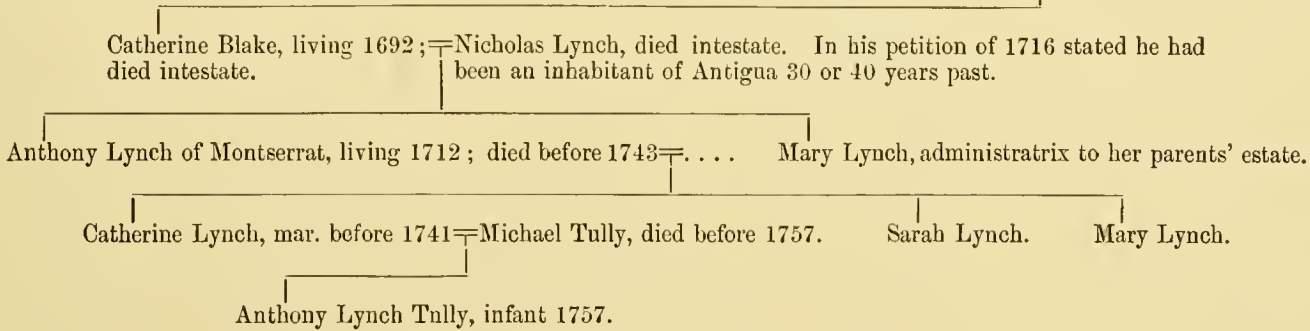 Catherine Blake, living 1692;=Nicholas Lynch, died intestate. In his petition of 1716 stated he had
died intestate. been an inhabitant of Antigua 30 or 40 years past.
Anthony Lynch of Montserrat, living 1712; died before 1743=.... Mary Lynch, administratrix to her parents' estate.
Catherine Lynch, mar. before 1741=Michael Tully, died before 1757. Sarah Lynch. Mary Lynch.
Anthony Lynch Tully, infant 1757.